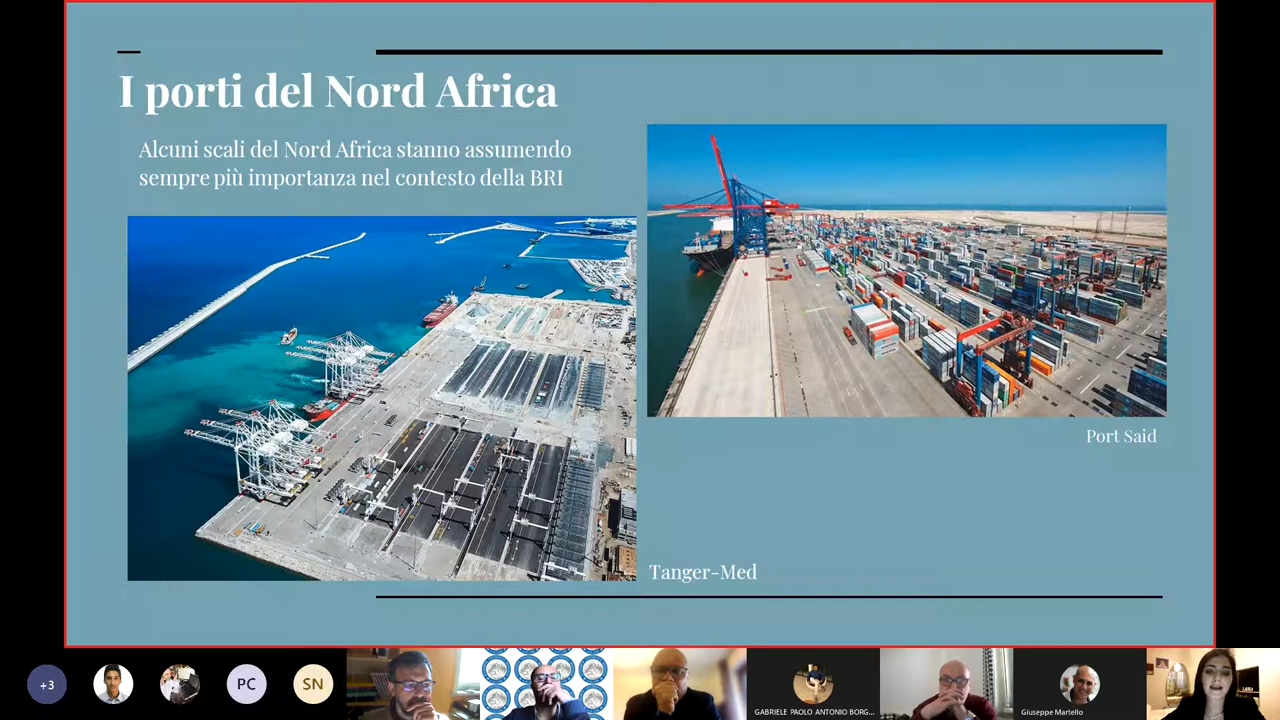 I porti del Nord Africa
Alcuni scali del Nord Africa stanno assumendo
sempre più importanza nel contesto della BRI
Port Said
Tanger-Med
+3
PC
SN
GABRIELE PAOLO ANTONIO BORG...
Giuseppe Martello